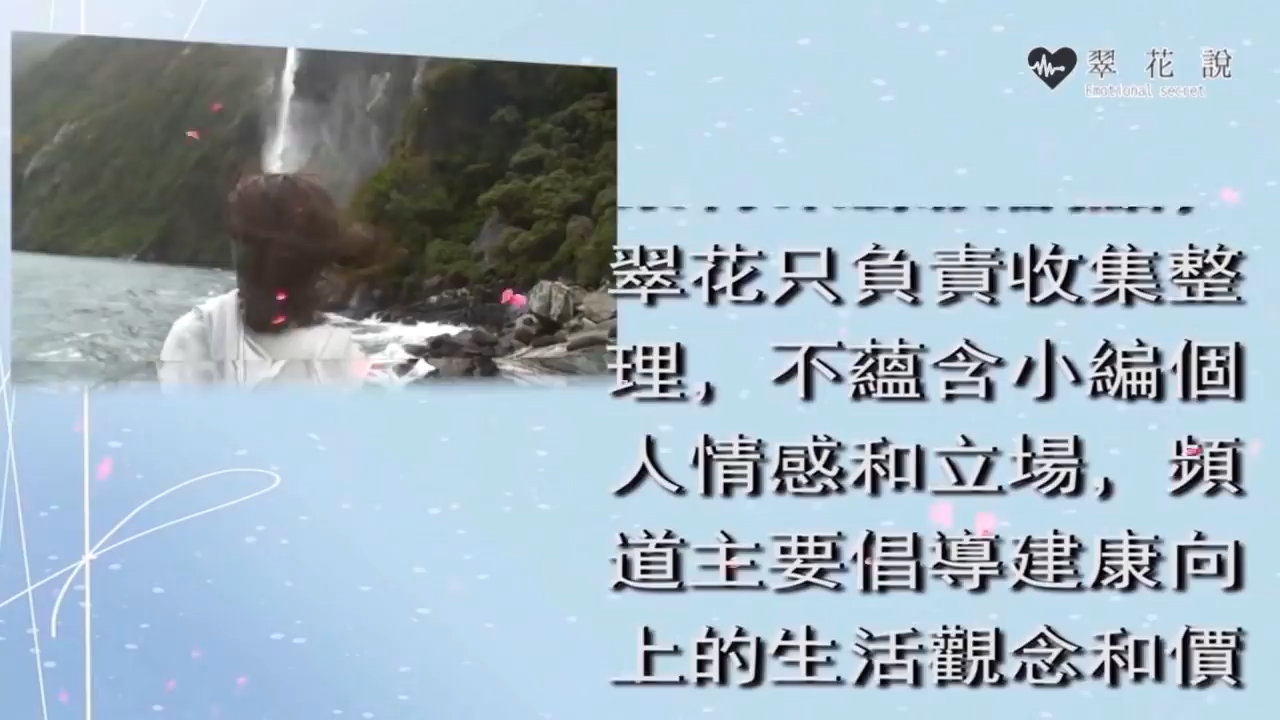 翠花說
Emotional secret
翠花只負責收集整
理，不蘊含小編個
人情感和立場，頻
道主要倡導建康向
上的生活觀念和價